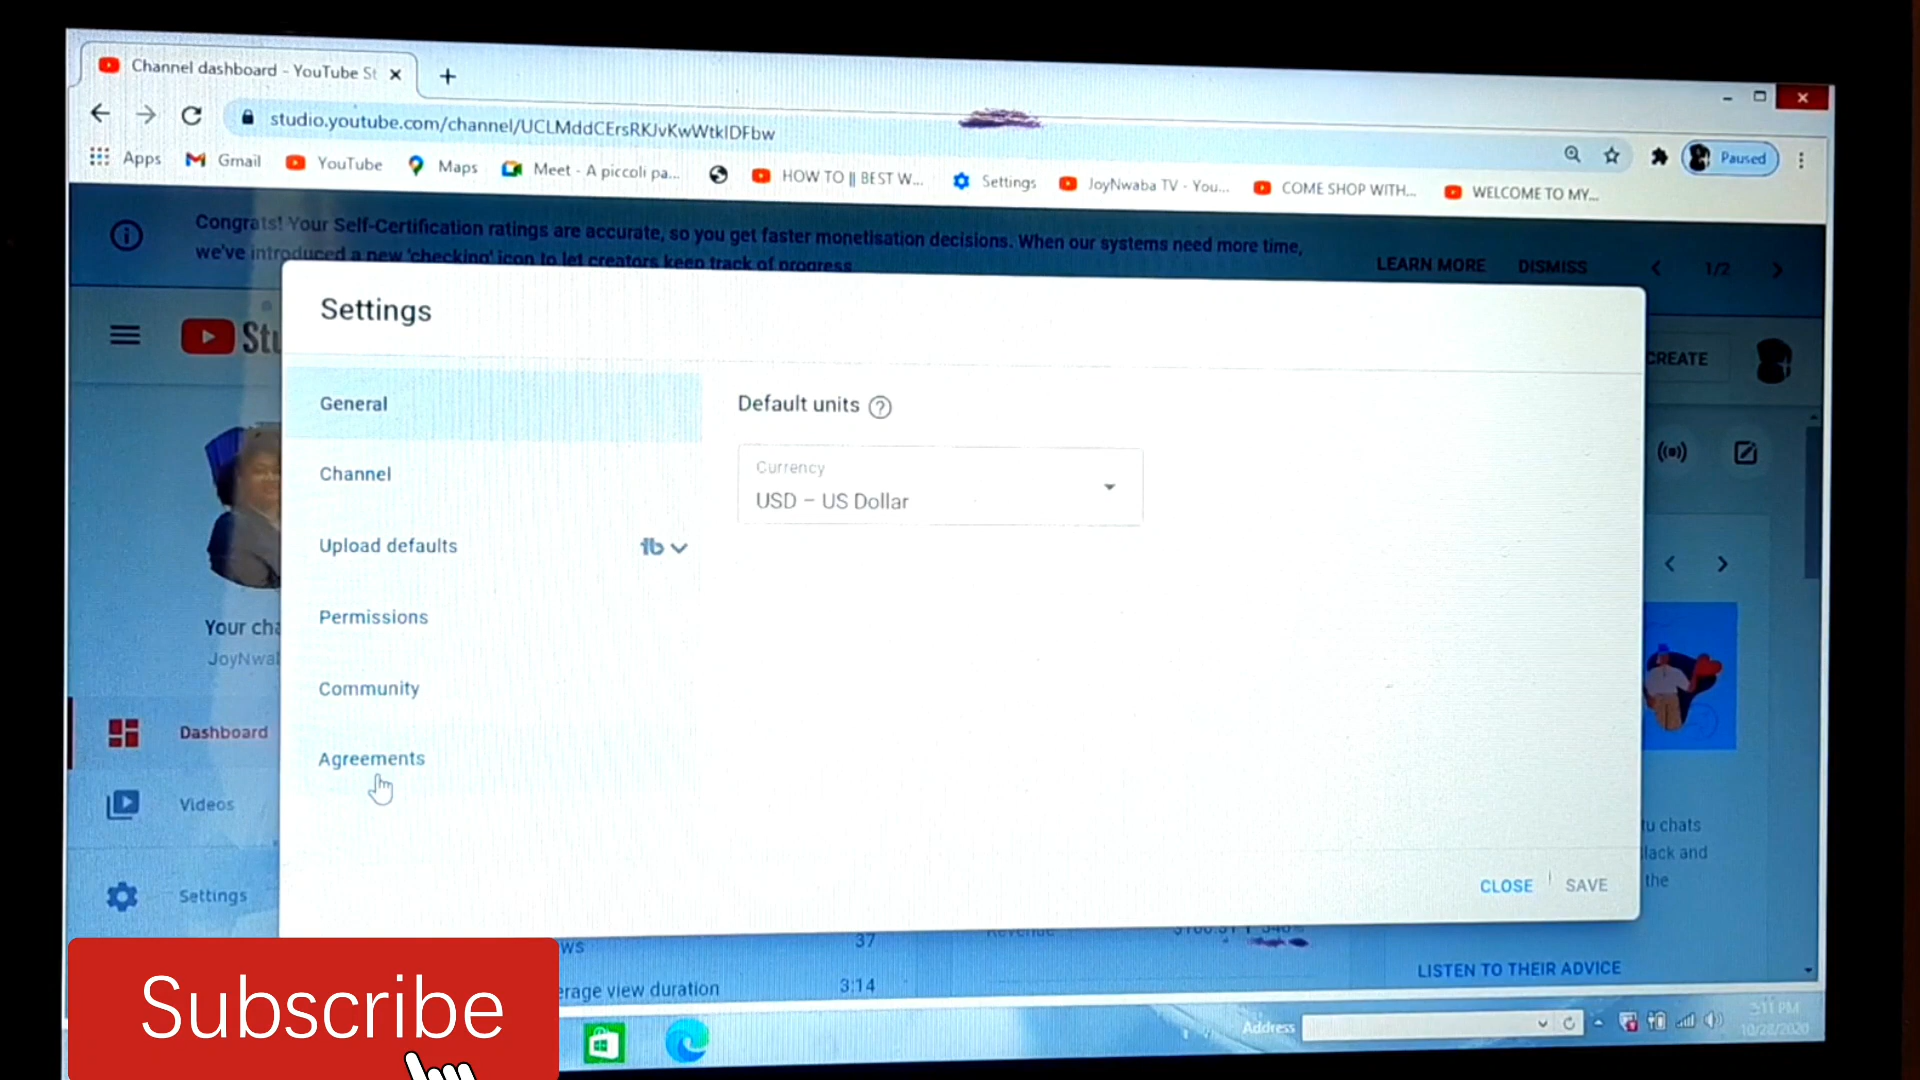 Channel dashboard - YouTube St
studio.youtube.com/channel/UCLMddCErsRKJvKwWtkIDFbw
Paused
Apps Gmail YouTube Maps Meet - A piccoli pa... HOW TO || BEST W... Settings JoyNwaba TV - You... COME SHOP WITH... WELCOME TO MY...
Congrats! Your Self-Certification ratings are accurate, so you get faster monetisation decisions. When our systems need more time,
we've introduced a new 'checking' icon to let creators keep track of progress
LEARN MORE DISMISS 1/2
Stu
CREATE
Settings
General
Channel
Upload defaults
Permissions
Community
Agreements
Default units
Currency
USD – US Dollar
CLOSE SAVE
Your cha
JoyNwal
Dashboard
Videos
Settings
tu chats
lack and
the
ws 37
Revenue
erage view duration 3:14
LISTEN TO THEIR ADVICE
Subscribe
Address
3:11 PM
10/28/2020